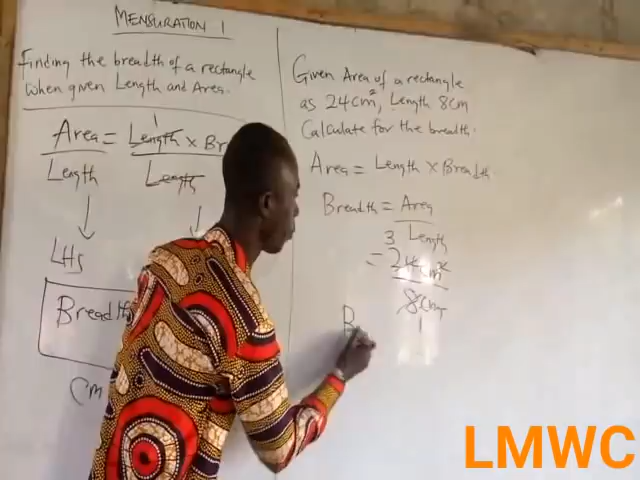 MENSURATION 1
Finding the breadth of a rectangle
when given Length and Area.
1
Area = Length × Br
Length Length
LHS
Breadth
Cm
Given Area of a rectangle
as 24cm², Length 8cm
Calculate for the breadth.
Area = Length × Breadth
Breadth = Area
Length
3
= 24cm²
8cm
1
B
LMWC